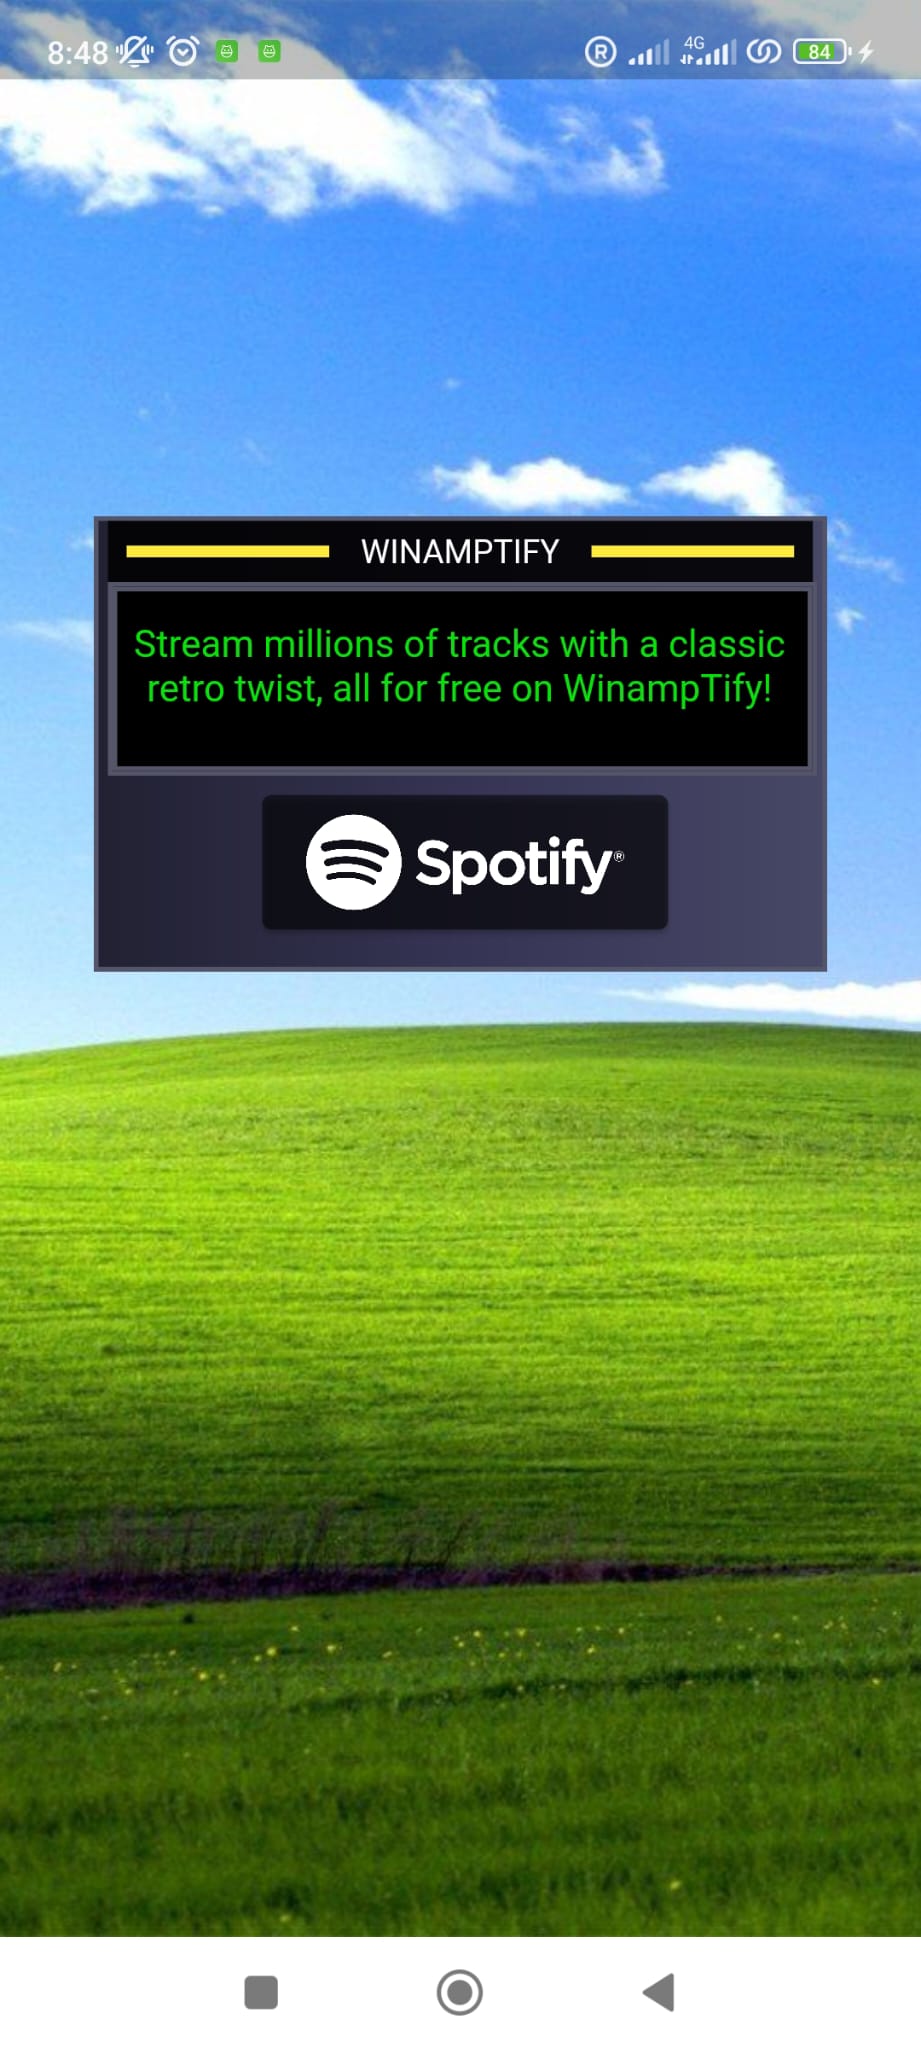 8:48
R
4G
84
WINAMPTIFY
Stream millions of tracks with a classic
retro twist, all for free on WinampTify!
Spotify®